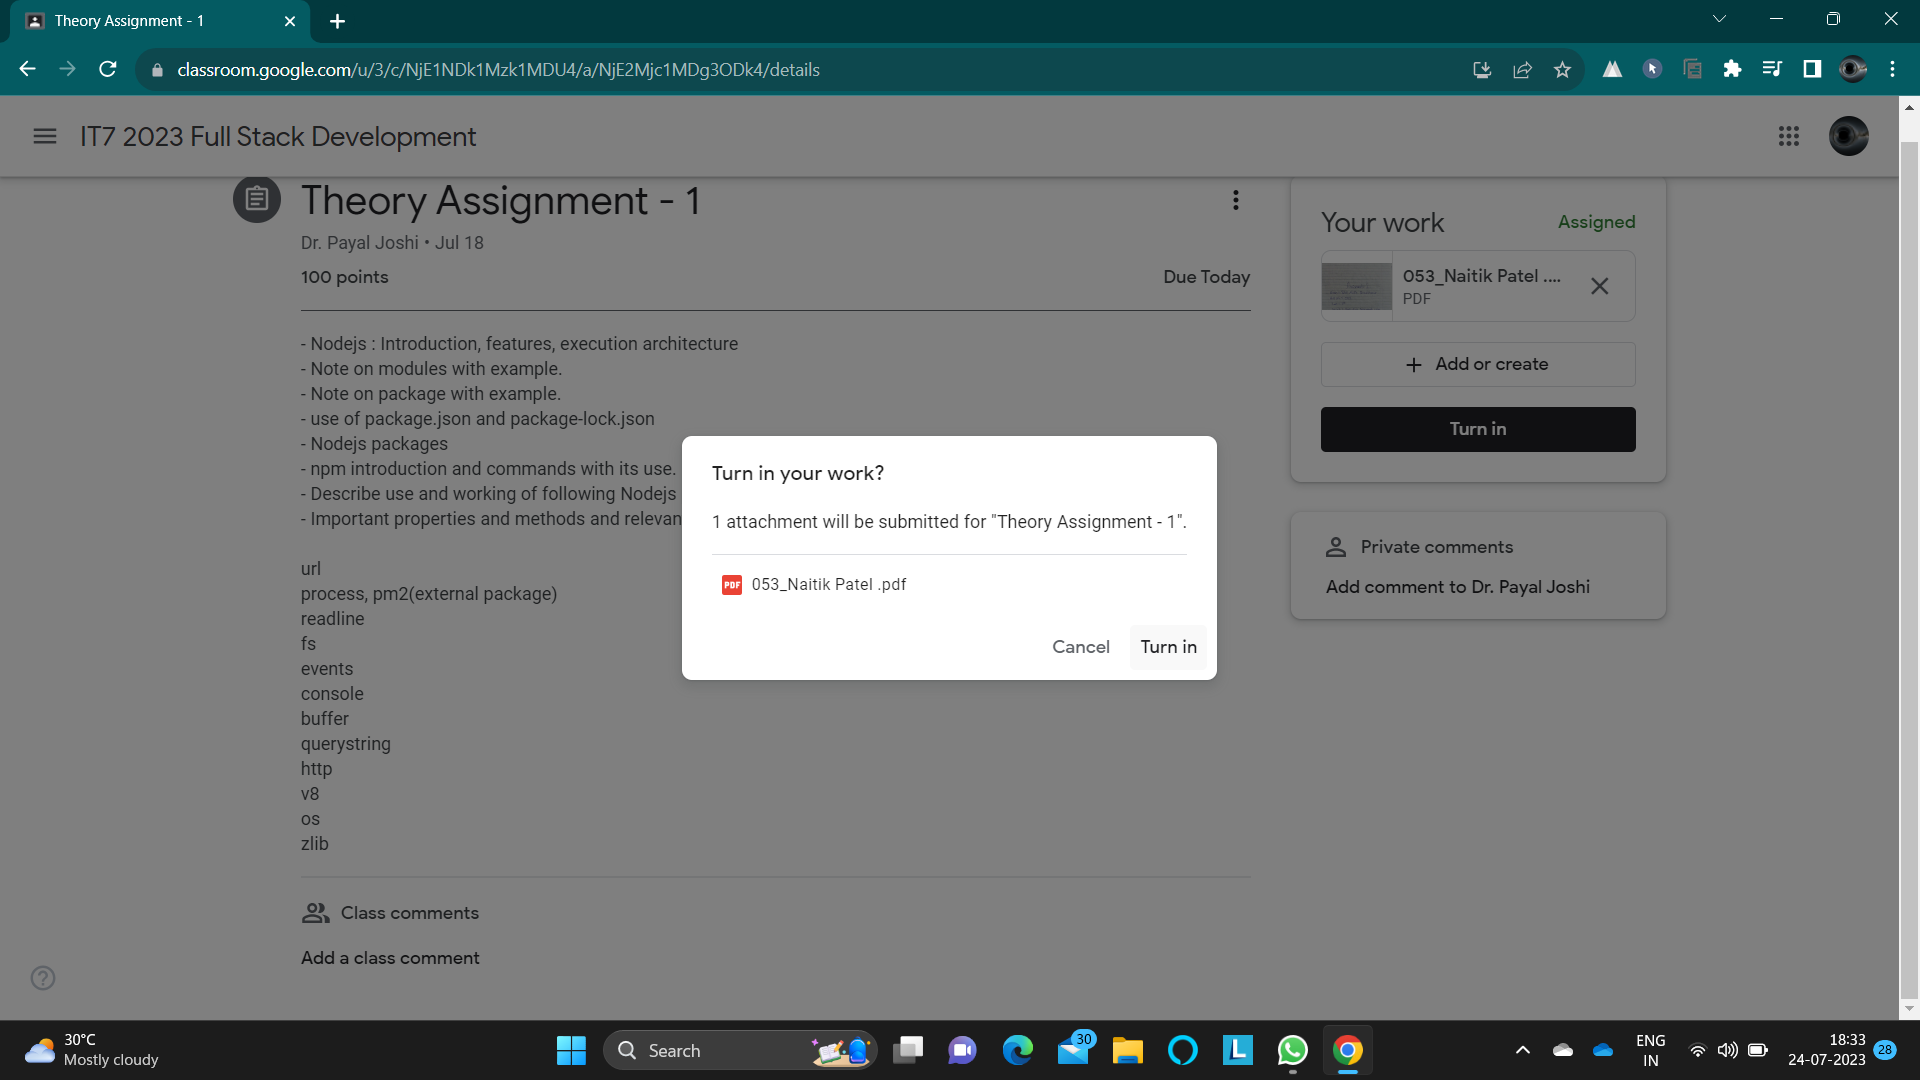 Theory Assignment - 1
classroom.google.com/u/3/c/NjE1NDk1Mzk1MDU4/a/NjE2Mjc1MDg3ODk4/details
IT7 2023 Full Stack Development
Theory Assignment - 1
Dr. Payal Joshi • Jul 18
100 points
Due Today
- Nodejs : Introduction, features, execution architecture
- Note on modules with example.
- Note on package with example.
- use of package.json and package-lock.json
- Nodejs packages
- npm introduction and commands with its use.
- Describe use and working of following Nodejs
- Important properties and methods and relevan
url
process, pm2(external package)
readline
fs
events
console
buffer
querystring
http
v8
os
zlib
Class comments
Add a class comment
Your work
Assigned
053_Naitik Patel ....
PDF
+ Add or create
Turn in
Private comments
Add comment to Dr. Payal Joshi
Turn in your work?
1 attachment will be submitted for "Theory Assignment - 1".
PDF 053_Naitik Patel .pdf
Cancel
Turn in
30°C
Mostly cloudy
Search
30
L
ENG
IN
18:33
24-07-2023
28